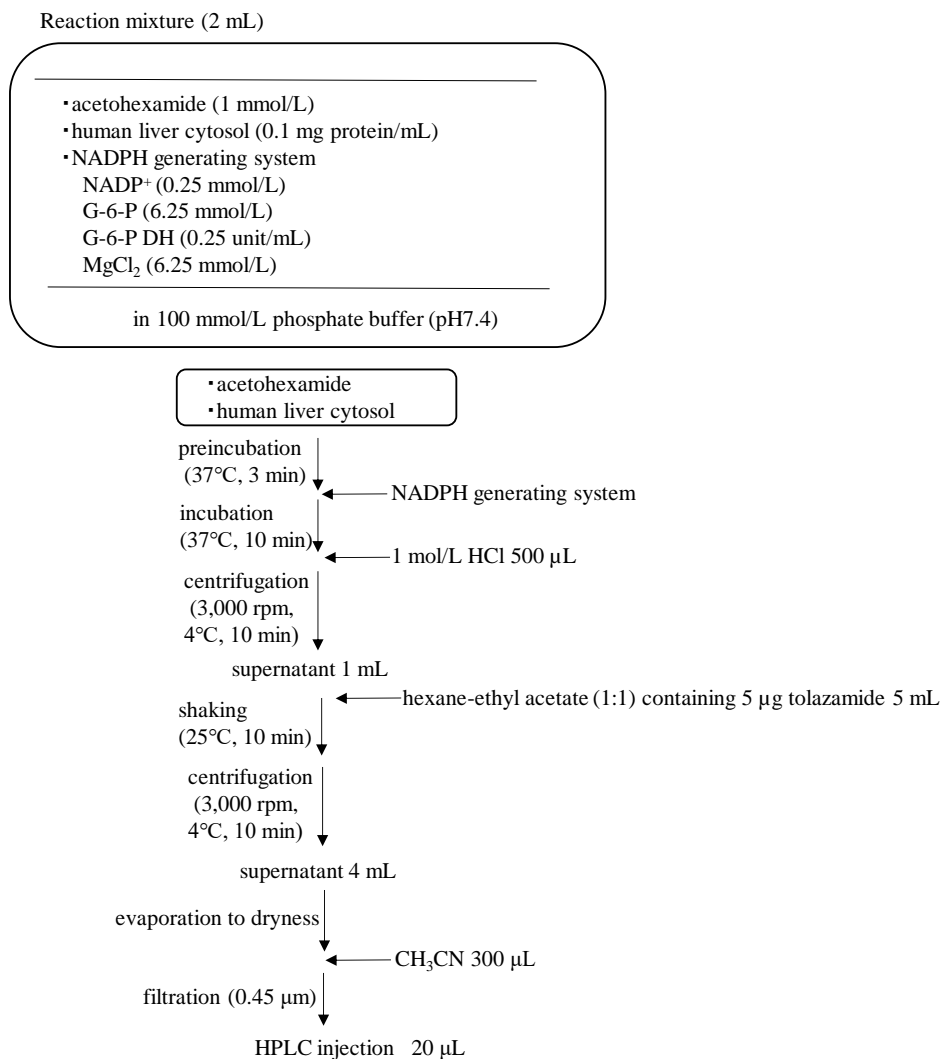 Reaction mixture (2 mL)
・acetohexamide (1 mmol/L)
・human liver cytosol (0.1 mg protein/mL)
・NADPH generating system
NADP⁺ (0.25 mmol/L)
G-6-P (6.25 mmol/L)
G-6-P DH (0.25 unit/mL)
MgCl₂ (6.25 mmol/L)
in 100 mmol/L phosphate buffer (pH7.4)
・acetohexamide
・human liver cytosol
preincubation
(37℃, 3 min)
NADPH generating system
incubation
(37℃, 10 min)
1 mol/L HCl 500 µL
centrifugation
(3,000 rpm,
4℃, 10 min)
supernatant 1 mL
hexane-ethyl acetate (1:1) containing 5 µg tolazamide 5 mL
shaking
(25℃, 10 min)
centrifugation
(3,000 rpm,
4℃, 10 min)
supernatant 4 mL
evaporation to dryness
CH₃CN 300 μL
filtration (0.45 μm)
HPLC injection 20 μL